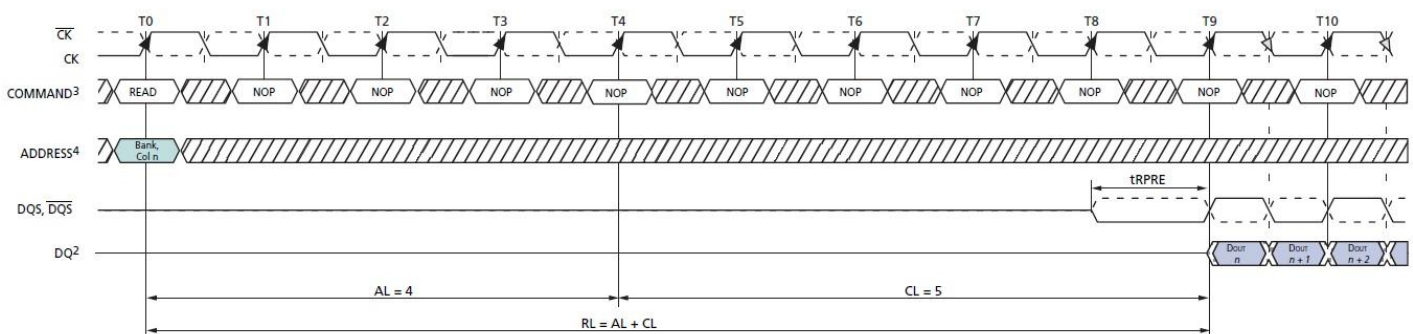 T0 T1 T2 T3 T4 T5 T6 T7 T8 T9 T10
CK
CK
COMMAND³ READ NOP NOP NOP NOP NOP NOP NOP NOP NOP NOP
ADDRESS⁴ Bank,
Col n
tRPRE
DQS, DQS
DQ² DOUT DOUT DOUT
n n + 1 n + 2
AL = 4 CL = 5
RL = AL + CL